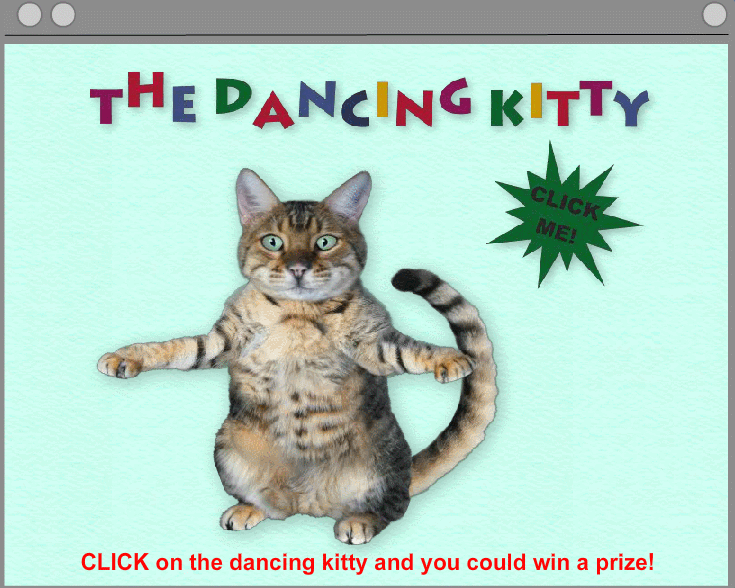 THE DANCING KITTY
CLICK
ME!
CLICK on the dancing kitty and you could win a prize!